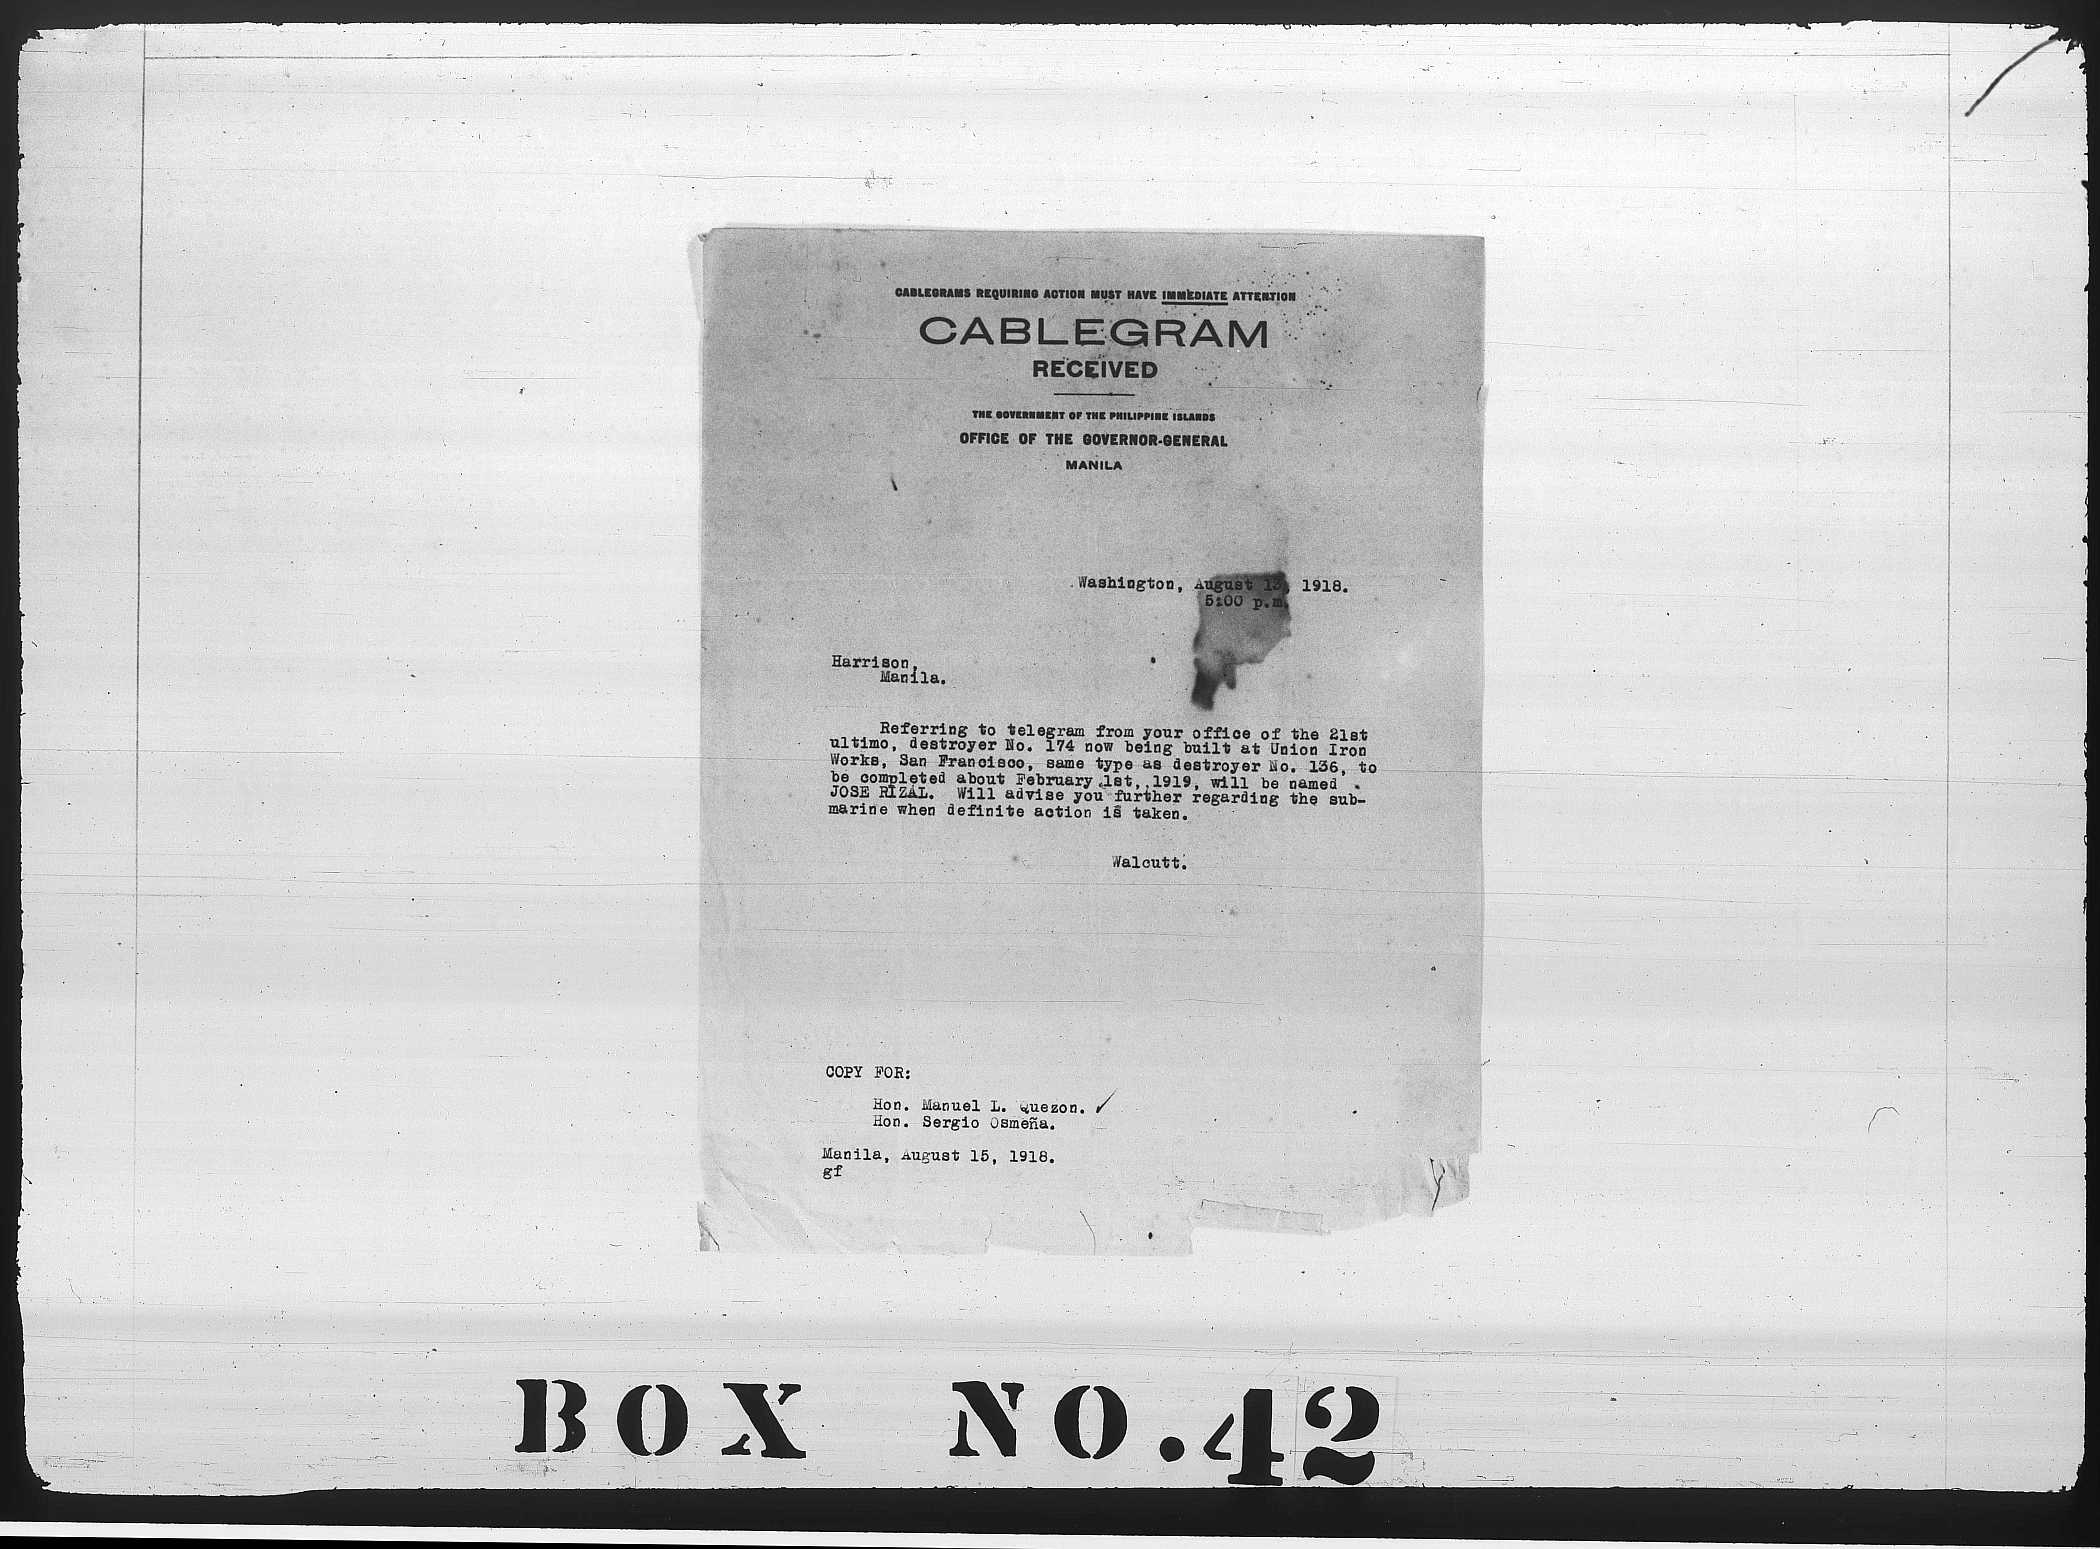 CABLEGRAMS REQUIRING ACTION MUST HAVE IMMEDIATE ATTENTION
CABLEGRAM
RECEIVED
THE GOVERNMENT OF THE PHILIPPINE ISLANDS
OFFICE OF THE GOVERNOR-GENERAL
MANILA
Washington, August 13, 1918.
5:00 p.m.
Harrison,
Manila.
Referring to telegram from your office of the 21st
ultimo, destroyer No. 174 now being built at Union Iron
Works, San Francisco, same type as destroyer No. 136, to
be completed about February 1st, 1919, will be named
JOSE RIZAL. Will advise you further regarding the sub-
marine when definite action is taken.
Walcutt.
COPY FOR:
Hon. Manuel L. Quezon.
Hon. Sergio Osmeña.
Manila, August 15, 1918.
gf
BOX NO. 42